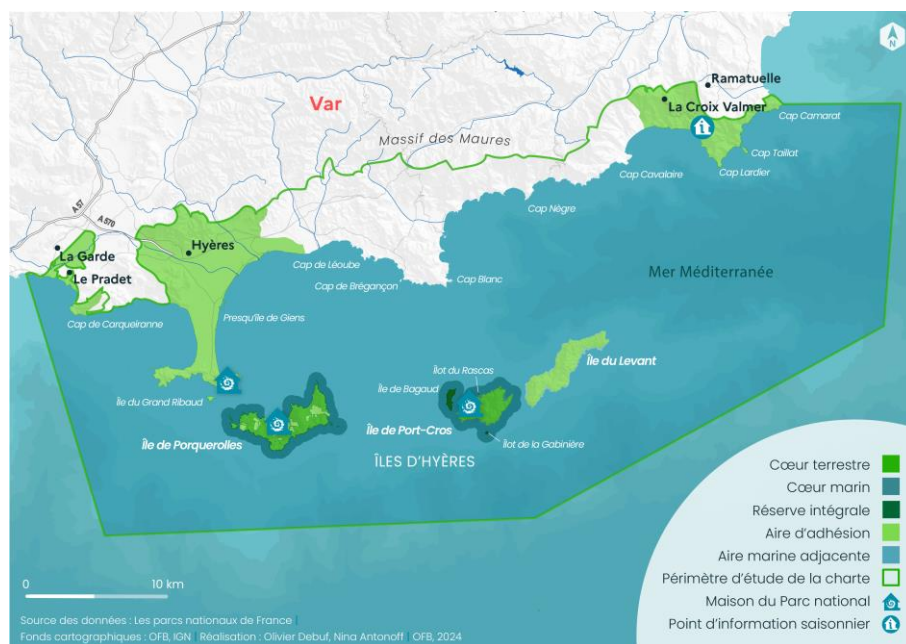 N
Ramatuelle
Var
La Croix Valmer
Cap Camarat
Massif des Maures
Cap Taillat
Cap Lardier
Cap Cavalaire
A57
A 570
Cap Nègre
Hyères
La Garde
Le Pradet
Cap de Léoube
Cap de Brégançon
Cap Blanc
Mer Méditerranée
Cap de Carqueiranne
Presqu'île de Giens
Île du Levant
Îlot du Rascas
Île de Bagaud
Île du Grand Ribaud
Île de Porquerolles
Île de Port-Cros
Îlot de la Gabinière
ÎLES D'HYÈRES
Cœur terrestre
Cœur marin
Réserve intégrale
Aire d'adhésion
Aire marine adjacente
Périmètre d'étude de la charte
Maison du Parc national
Point d'information saisonnier
0 10 km
Source des données : Les parcs nationaux de France |
Fonds cartographiques : OFB, IGN | Réalisation : Olivier Debuf, Nina Antonoff | OFB, 2024